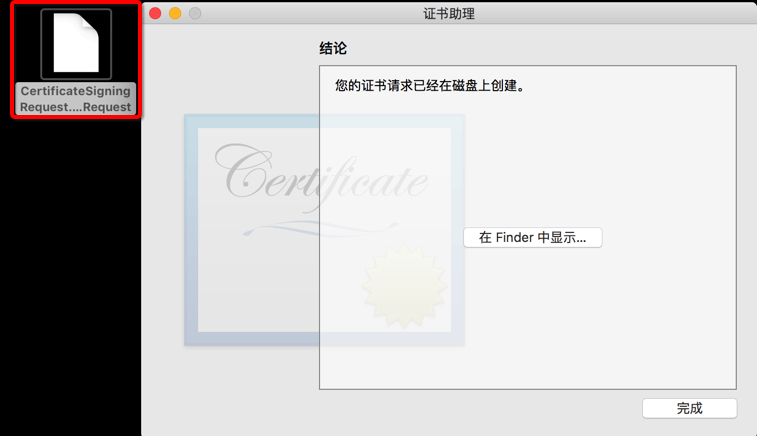 证书助理
CertificateSigning
Request....Request
结论
您的证书请求已经在磁盘上创建。
Certificate
在 Finder 中显示...
完成